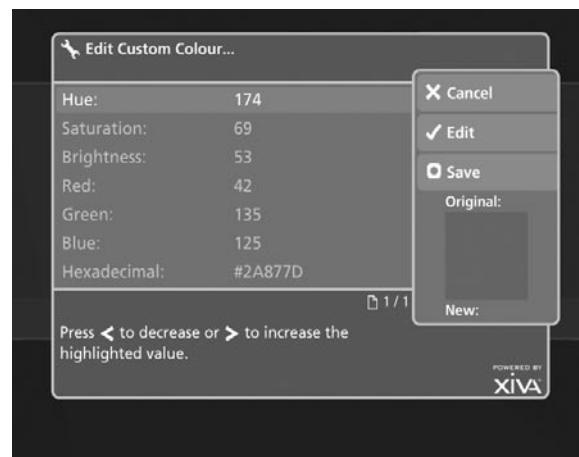 Edit Custom Colour...
Hue: 174
Saturation: 69
Brightness: 53
Red: 42
Green: 135
Blue: 125
Hexadecimal: #2A877D
Cancel
Edit
Save
Original:
New:
1/1
Press < to decrease or > to increase the
highlighted value.
POWERED BY
XiVA